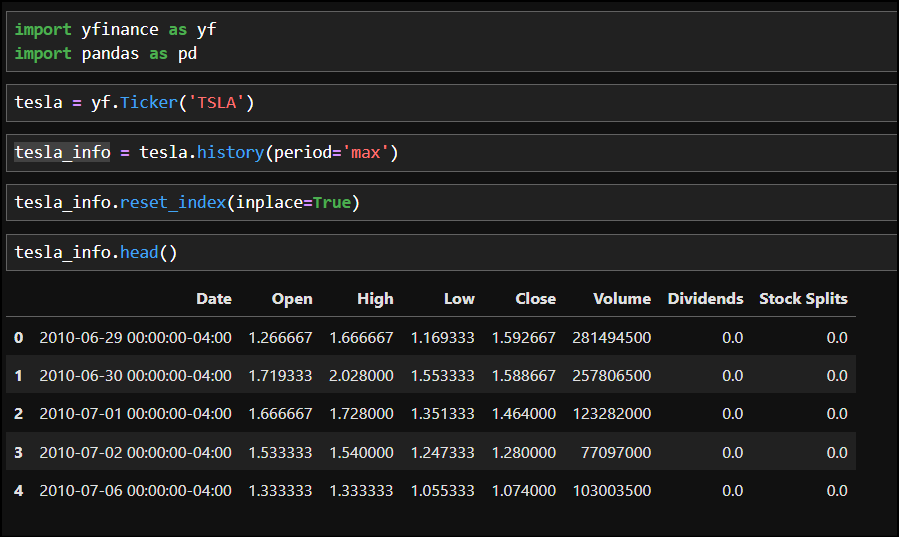 import yfinance as yf
import pandas as pd
tesla = yf.Ticker('TSLA')
tesla_info = tesla.history(period='max')
tesla_info.reset_index(inplace=True)
tesla_info.head()
Date Open High Low Close Volume Dividends Stock Splits
0 2010-06-29 00:00:00-04:00 1.266667 1.666667 1.169333 1.592667 281494500 0.0 0.0
1 2010-06-30 00:00:00-04:00 1.719333 2.028000 1.553333 1.588667 257806500 0.0 0.0
2 2010-07-01 00:00:00-04:00 1.666667 1.728000 1.351333 1.464000 123282000 0.0 0.0
3 2010-07-02 00:00:00-04:00 1.533333 1.540000 1.247333 1.280000 77097000 0.0 0.0
4 2010-07-06 00:00:00-04:00 1.333333 1.333333 1.055333 1.074000 103003500 0.0 0.0